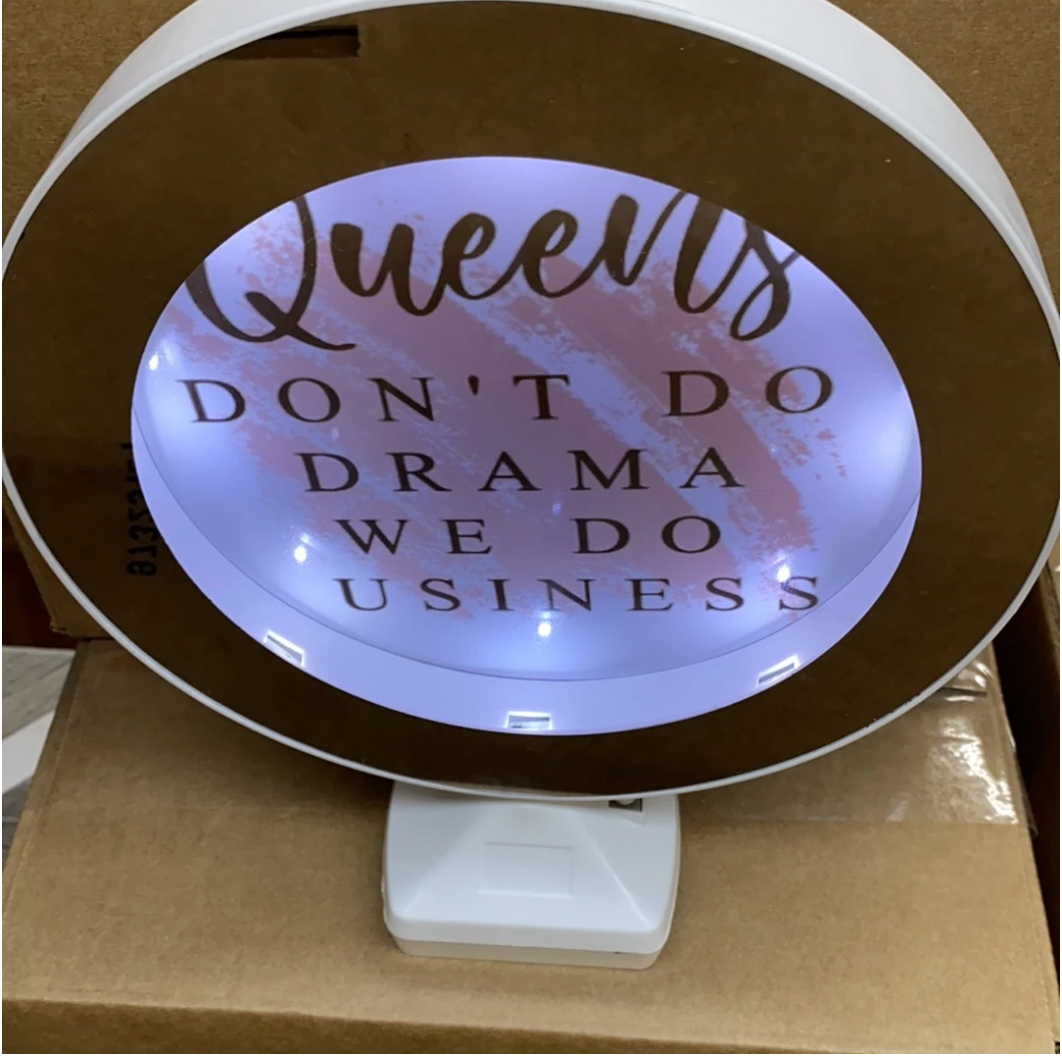 Queens
DON'T DO
DRAMA
WE DO
USINESS